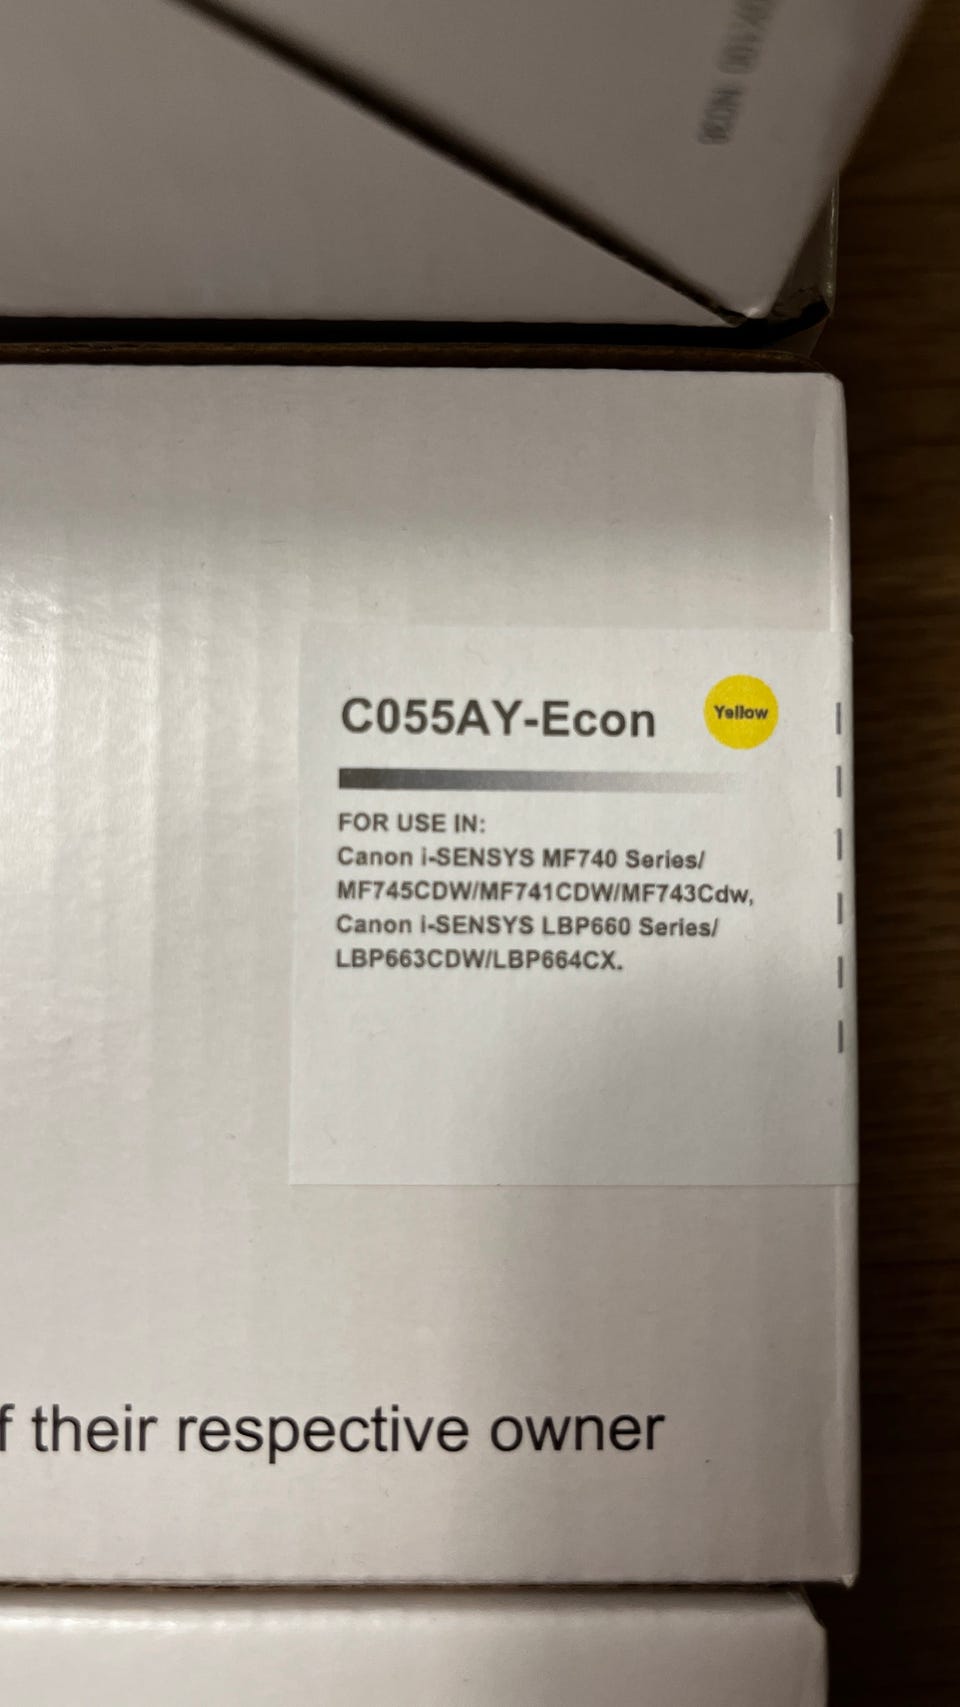 C055AY-Econ
Yellow
FOR USE IN:
Canon i-SENSYS MF740 Series/
MF745CDW/MF741CDW/MF743Cdw,
Canon i-SENSYS LBP660 Series/
LBP663CDW/LBP664CX.
their respective owner